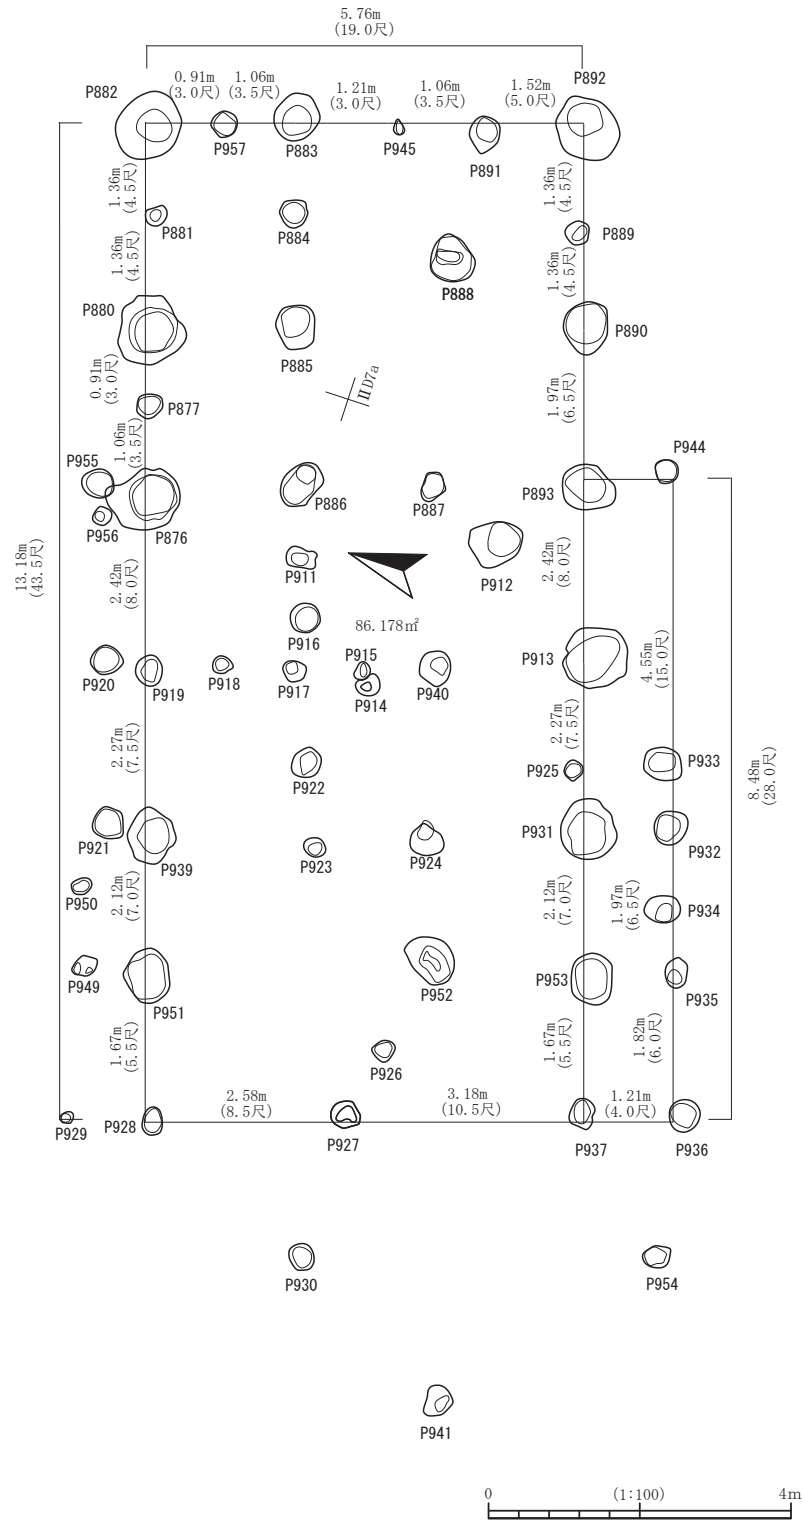 5.76m
(19.0尺)
0.91m
(3.0尺)
1.06m
(3.5尺)
1.21m
(3.0尺)
1.06m
(3.5尺)
1.52m
(5.0尺)
P882
P892
P957
P883
P945
P891
1.36m
(4.5尺)
1.36m
(4.5尺)
P881
P884
P889
P888
1.36m
(4.5尺)
1.36m
(4.5尺)
P880
P885
P890
0.91m
(3.0尺)
ⅡD7a
1.97m
(6.5尺)
P877
1.06m
(3.5尺)
P944
P955
P956
P876
P886
P887
P893
13.18m
(43.5尺)
2.42m
(8.0尺)
P911
P912
2.42m
(8.0尺)
P916
86.178㎡
P915
P913
4.55m
(15.0尺)
P920
P919
P918
P917
P914
P940
2.27m
(7.5尺)
2.27m
(7.5尺)
P922
P925
P933
8.48m
(28.0尺)
P921
P939
P923
P924
P931
P932
P950
2.12m
(7.0尺)
2.12m
(7.0尺)
1.97m
(6.5尺)
P934
P949
P951
P952
P953
P935
1.67m
(5.5尺)
P926
1.67m
(5.5尺)
1.82m
(6.0尺)
2.58m
(8.5尺)
3.18m
(10.5尺)
1.21m
(4.0尺)
P929
P928
P927
P937
P936
P930
P954
P941
0
(1:100)
4m